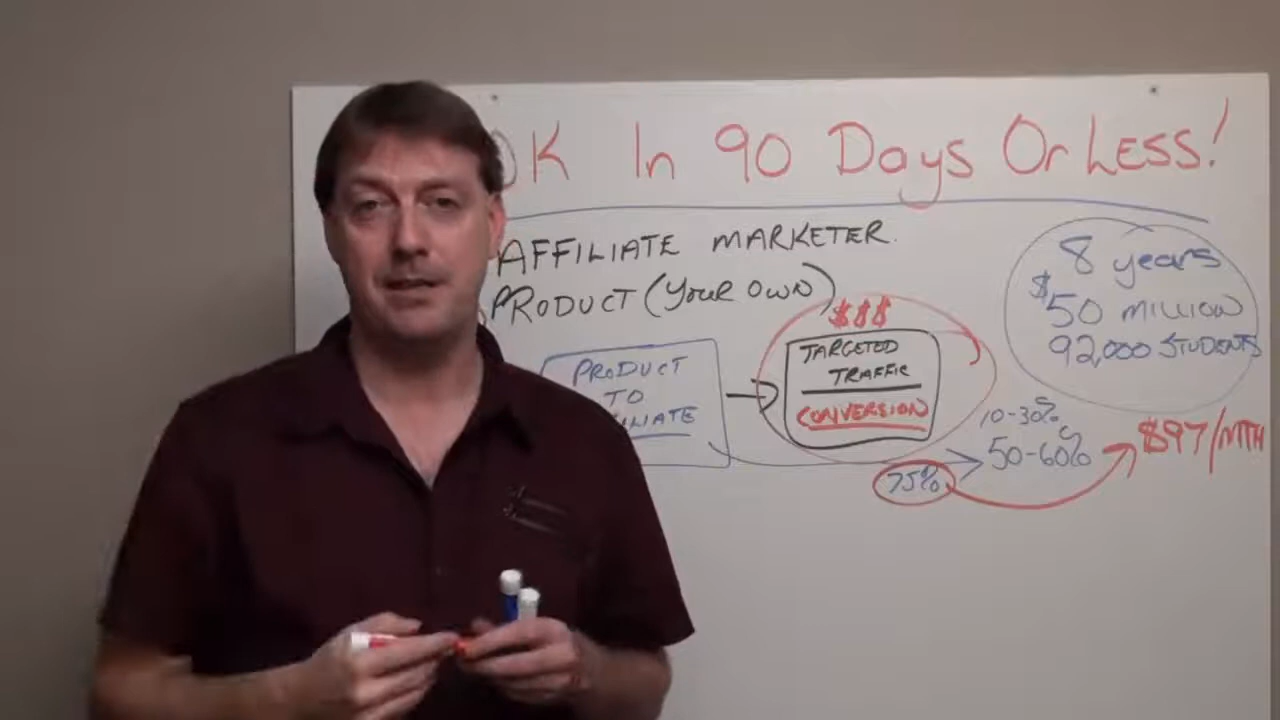 0K In 90 Days Or Less!
AFFILIATE MARKETER.
PRODUCT (Your OWN)
$$$
PRODUCT
TO
TARGETED
TRAFFIC
CONVERSION
8 years
$50 MILLION
92,000 STUDENTS
10-30%
50-60%
75%
$97/MTH